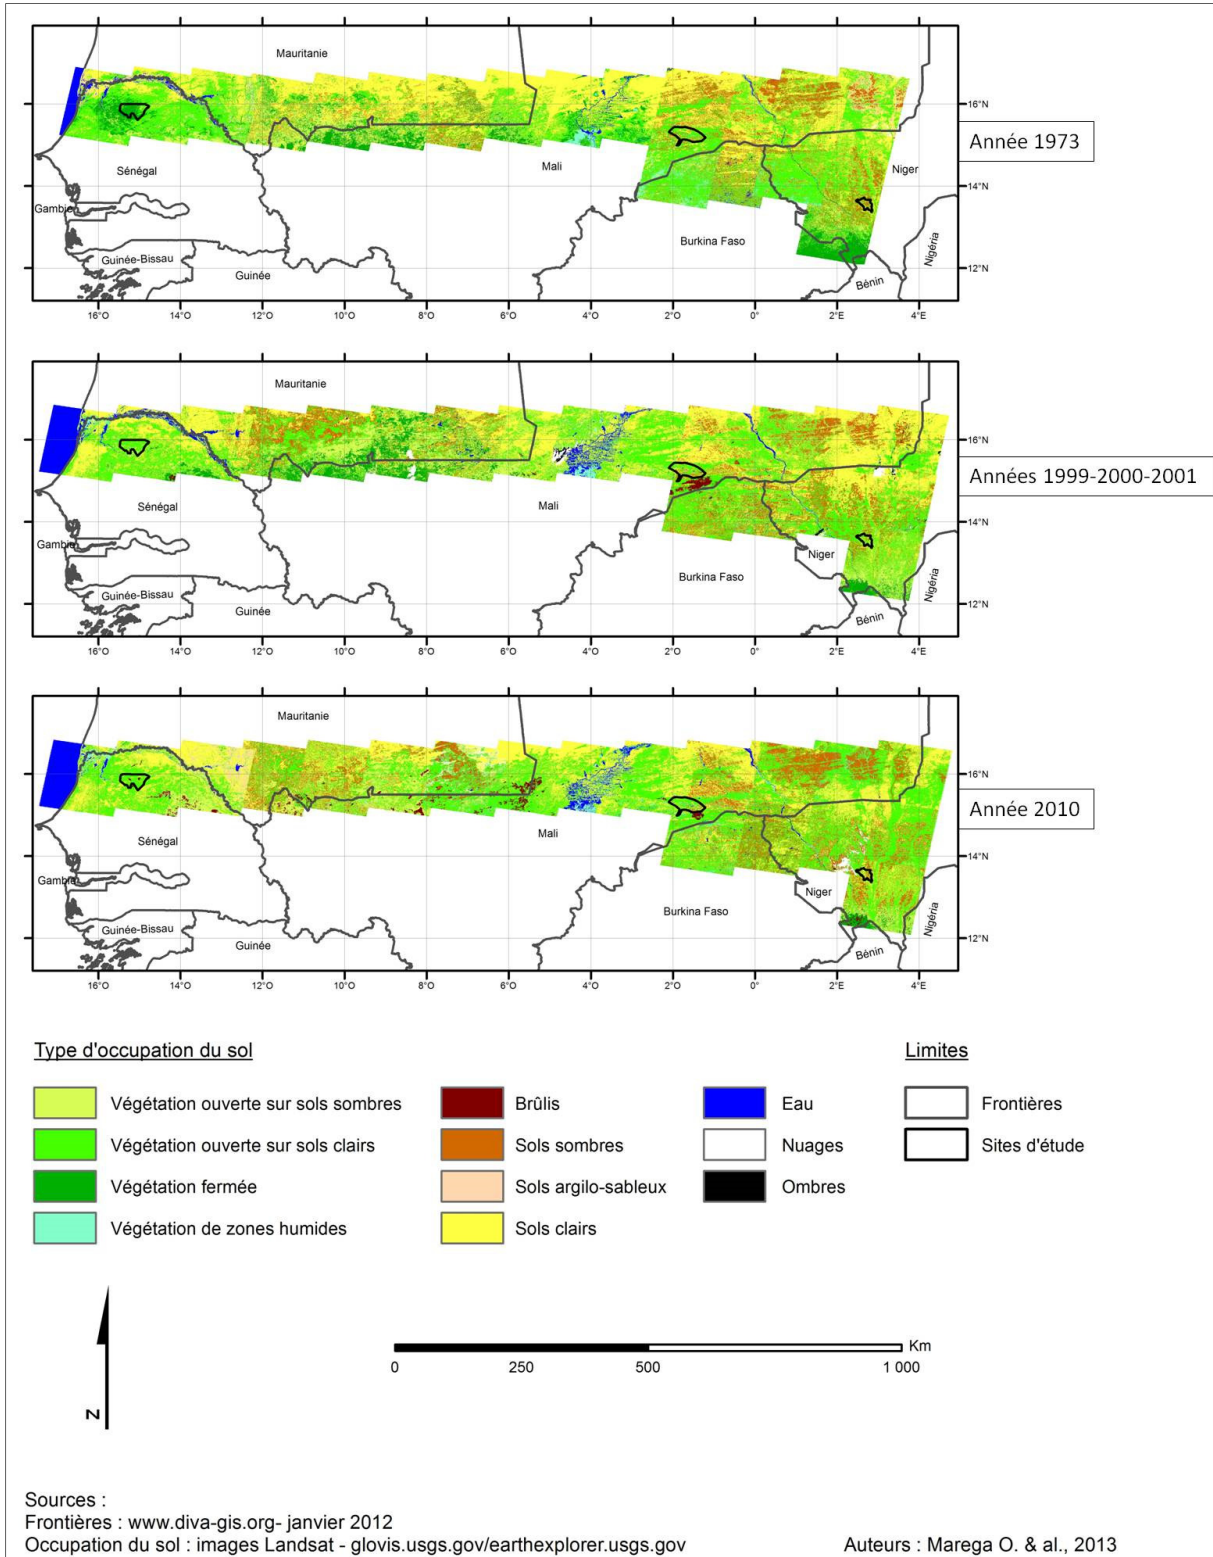 Mauritanie
Sénégal
Mali
Niger
Gambie
Burkina Faso
Guinée-Bissau
Guinée
Bénin
Nigéria
16°N
14°N
12°N
16°O 14°O 12°O 10°O 8°O 6°O 4°O 2°O 0° 2°E 4°E
Année 1973
Mauritanie
Sénégal
Mali
Gambie
Niger
Burkina Faso
Guinée-Bissau
Guinée
Bénin
Nigéria
16°N
14°N
12°N
16°O 14°O 12°O 10°O 8°O 6°O 4°O 2°O 0° 2°E 4°E
Années 1999-2000-2001
Mauritanie
Sénégal
Mali
Gambie
Niger
Burkina Faso
Guinée-Bissau
Guinée
Bénin
Nigéria
16°N
14°N
12°N
16°O 14°O 12°O 10°O 8°O 6°O 4°O 2°O 0° 2°E 4°E
Année 2010
Type d'occupation du sol
Végétation ouverte sur sols sombres
Végétation ouverte sur sols clairs
Végétation fermée
Végétation de zones humides
Brûlis
Sols sombres
Sols argilo-sableux
Sols clairs
Eau
Nuages
Ombres
Limites
Frontières
Sites d'étude
N
Km
0 250 500 1 000
Sources :
Frontières : www.diva-gis.org- janvier 2012
Occupation du sol : images Landsat - glovis.usgs.gov/earthexplorer.usgs.gov
Auteurs : Marega O. & al., 2013